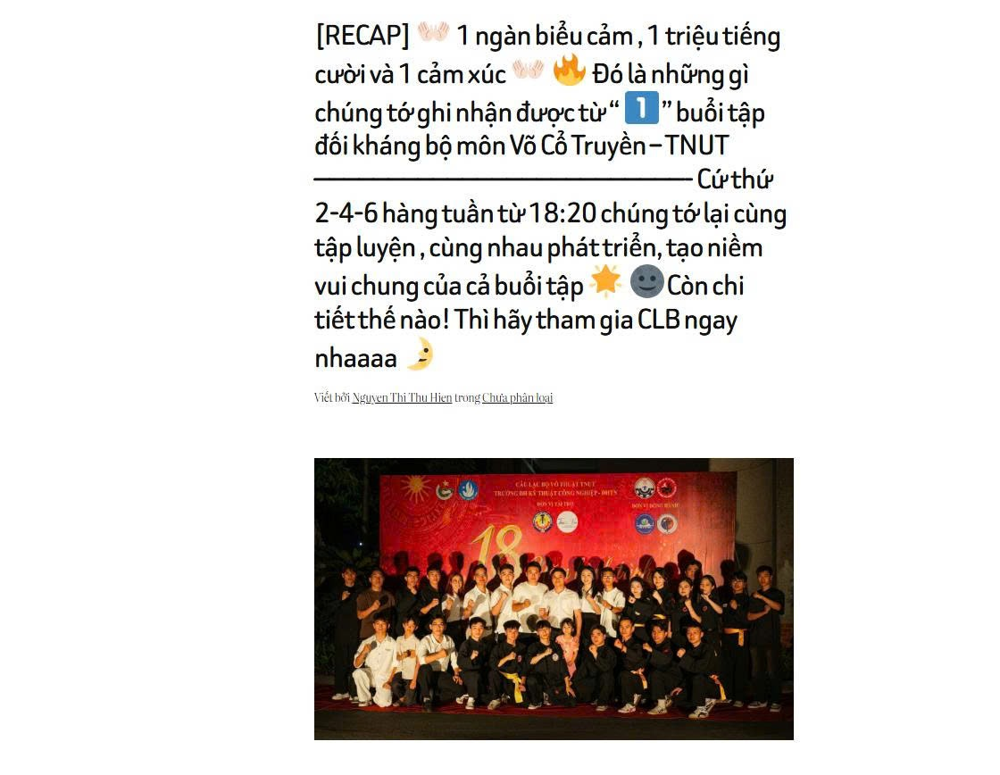 [RECAP] 👐🏻 1 ngàn biểu cảm , 1 triệu tiếng
cười và 1 cảm xúc 👐🏻 🔥 Đó là những gì
chúng tớ ghi nhận được từ “ 1️⃣ ” buổi tập
đối kháng bộ môn Võ Cổ Truyền – TNUT
—————————————————— Cứ thứ
2-4-6 hàng tuần từ 18:20 chúng tớ lại cùng
tập luyện , cùng nhau phát triển, tạo niềm
vui chung của cả buổi tập 🌟 🌚Còn chi
tiết thế nào! Thì hãy tham gia CLB ngay
nhaaaa 🌛
Viết bởi Nguyen Thi Thu Hien trong Chưa phân loại
CÂU LẠC BỘ VÕ THUẬT TNUT
TRƯỜNG ĐH KỸ THUẬT CÔNG NGHIỆP - ĐHTN
ĐƠN VỊ TÀI TRỢ
ĐƠN VỊ ĐỒNG HÀNH
18